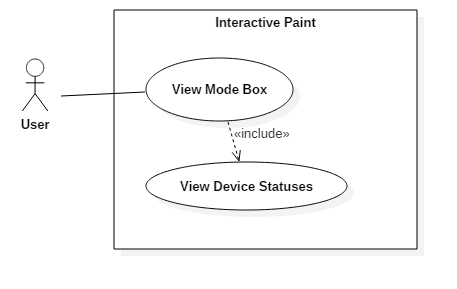 Interactive Paint
View Mode Box
User
«include»
View Device Statuses